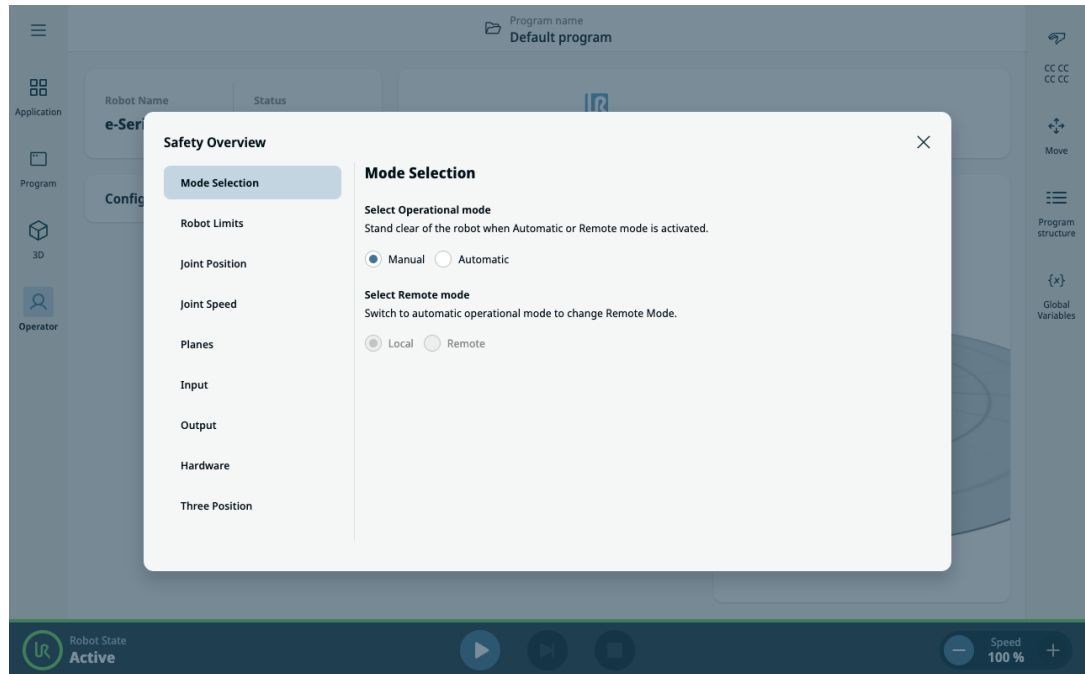 Program name
Default program
Application
Program
3D
Operator
Robot Name
Status
e-Seri
Config
R
CC CC
CC CC
Move
Program
structure
{x}
Global
Variables
Safety Overview
Mode Selection
Robot Limits
Joint Position
Joint Speed
Planes
Input
Output
Hardware
Three Position
Mode Selection
Select Operational mode
Stand clear of the robot when Automatic or Remote mode is activated.
Manual Automatic
Select Remote mode
Switch to automatic operational mode to change Remote Mode.
Local Remote
Robot State
Active
Speed
100 %